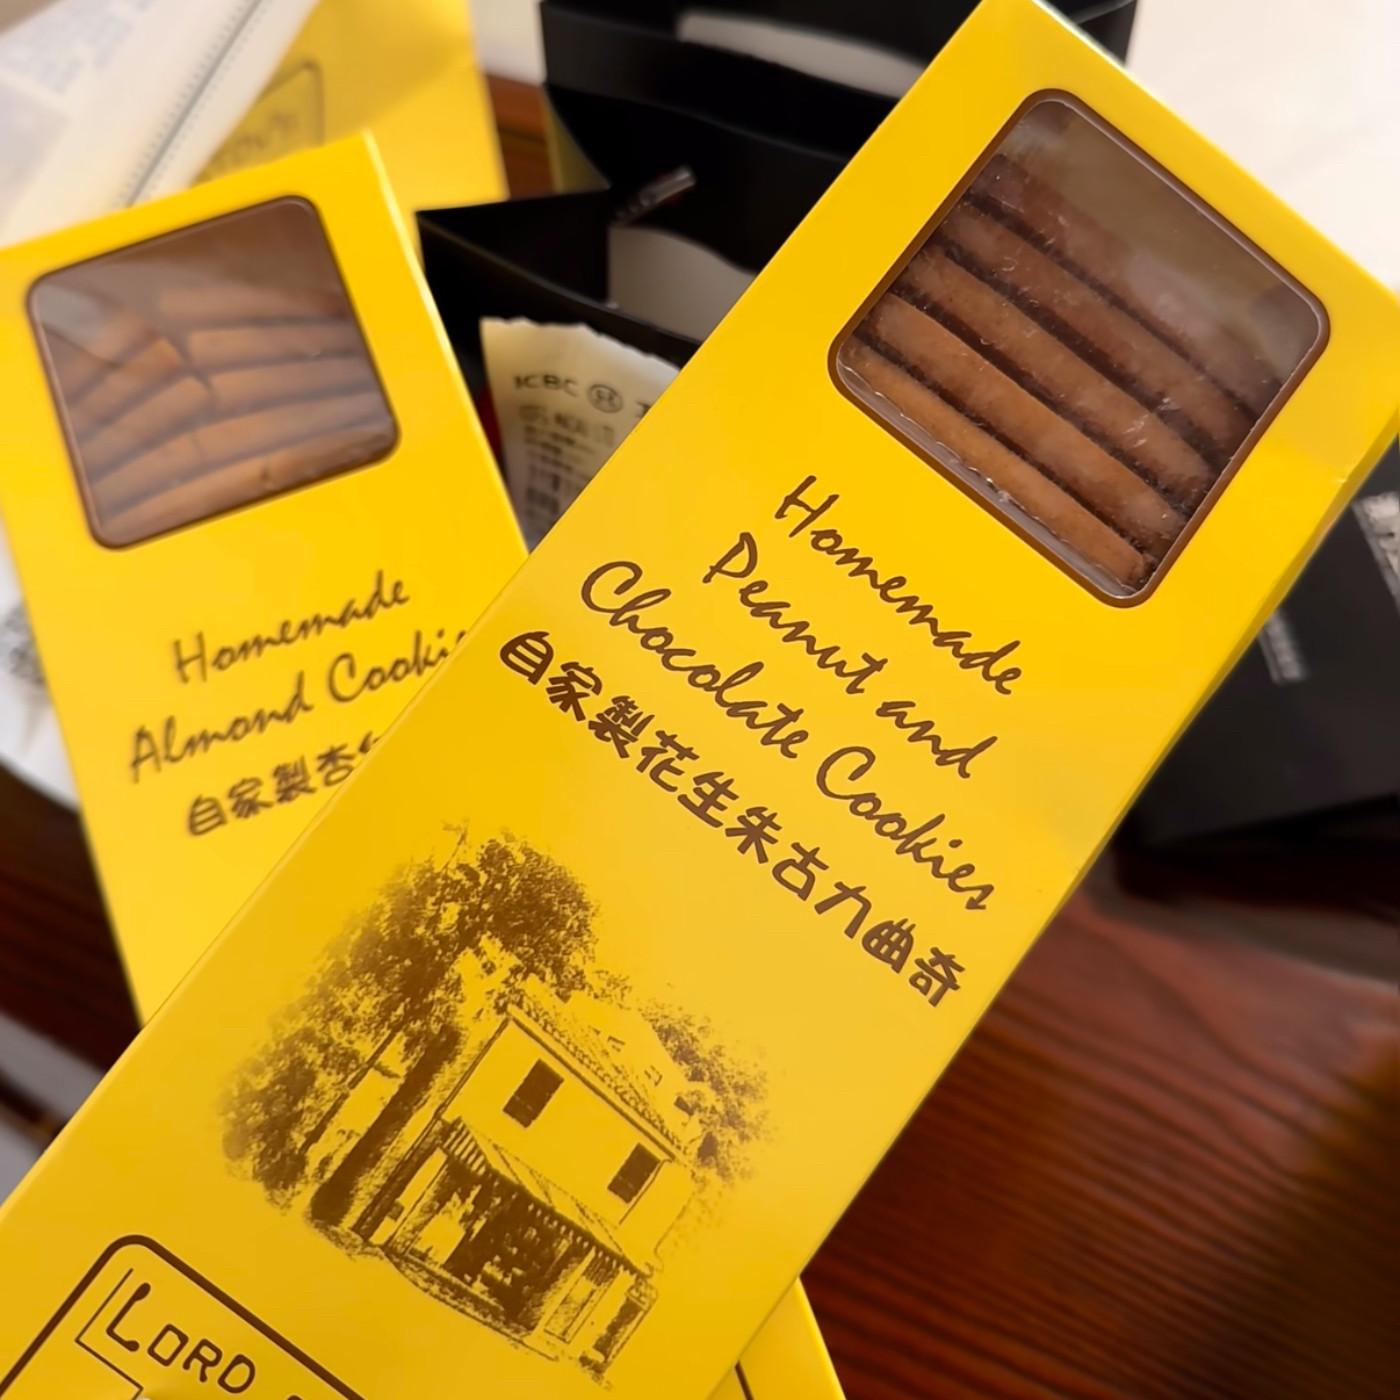 Homemade
Peanut and
Chocolate Cookies
自家製花生朱古力曲奇
LORD
Homemade
Almond Cookie
自家製杏
ICBC